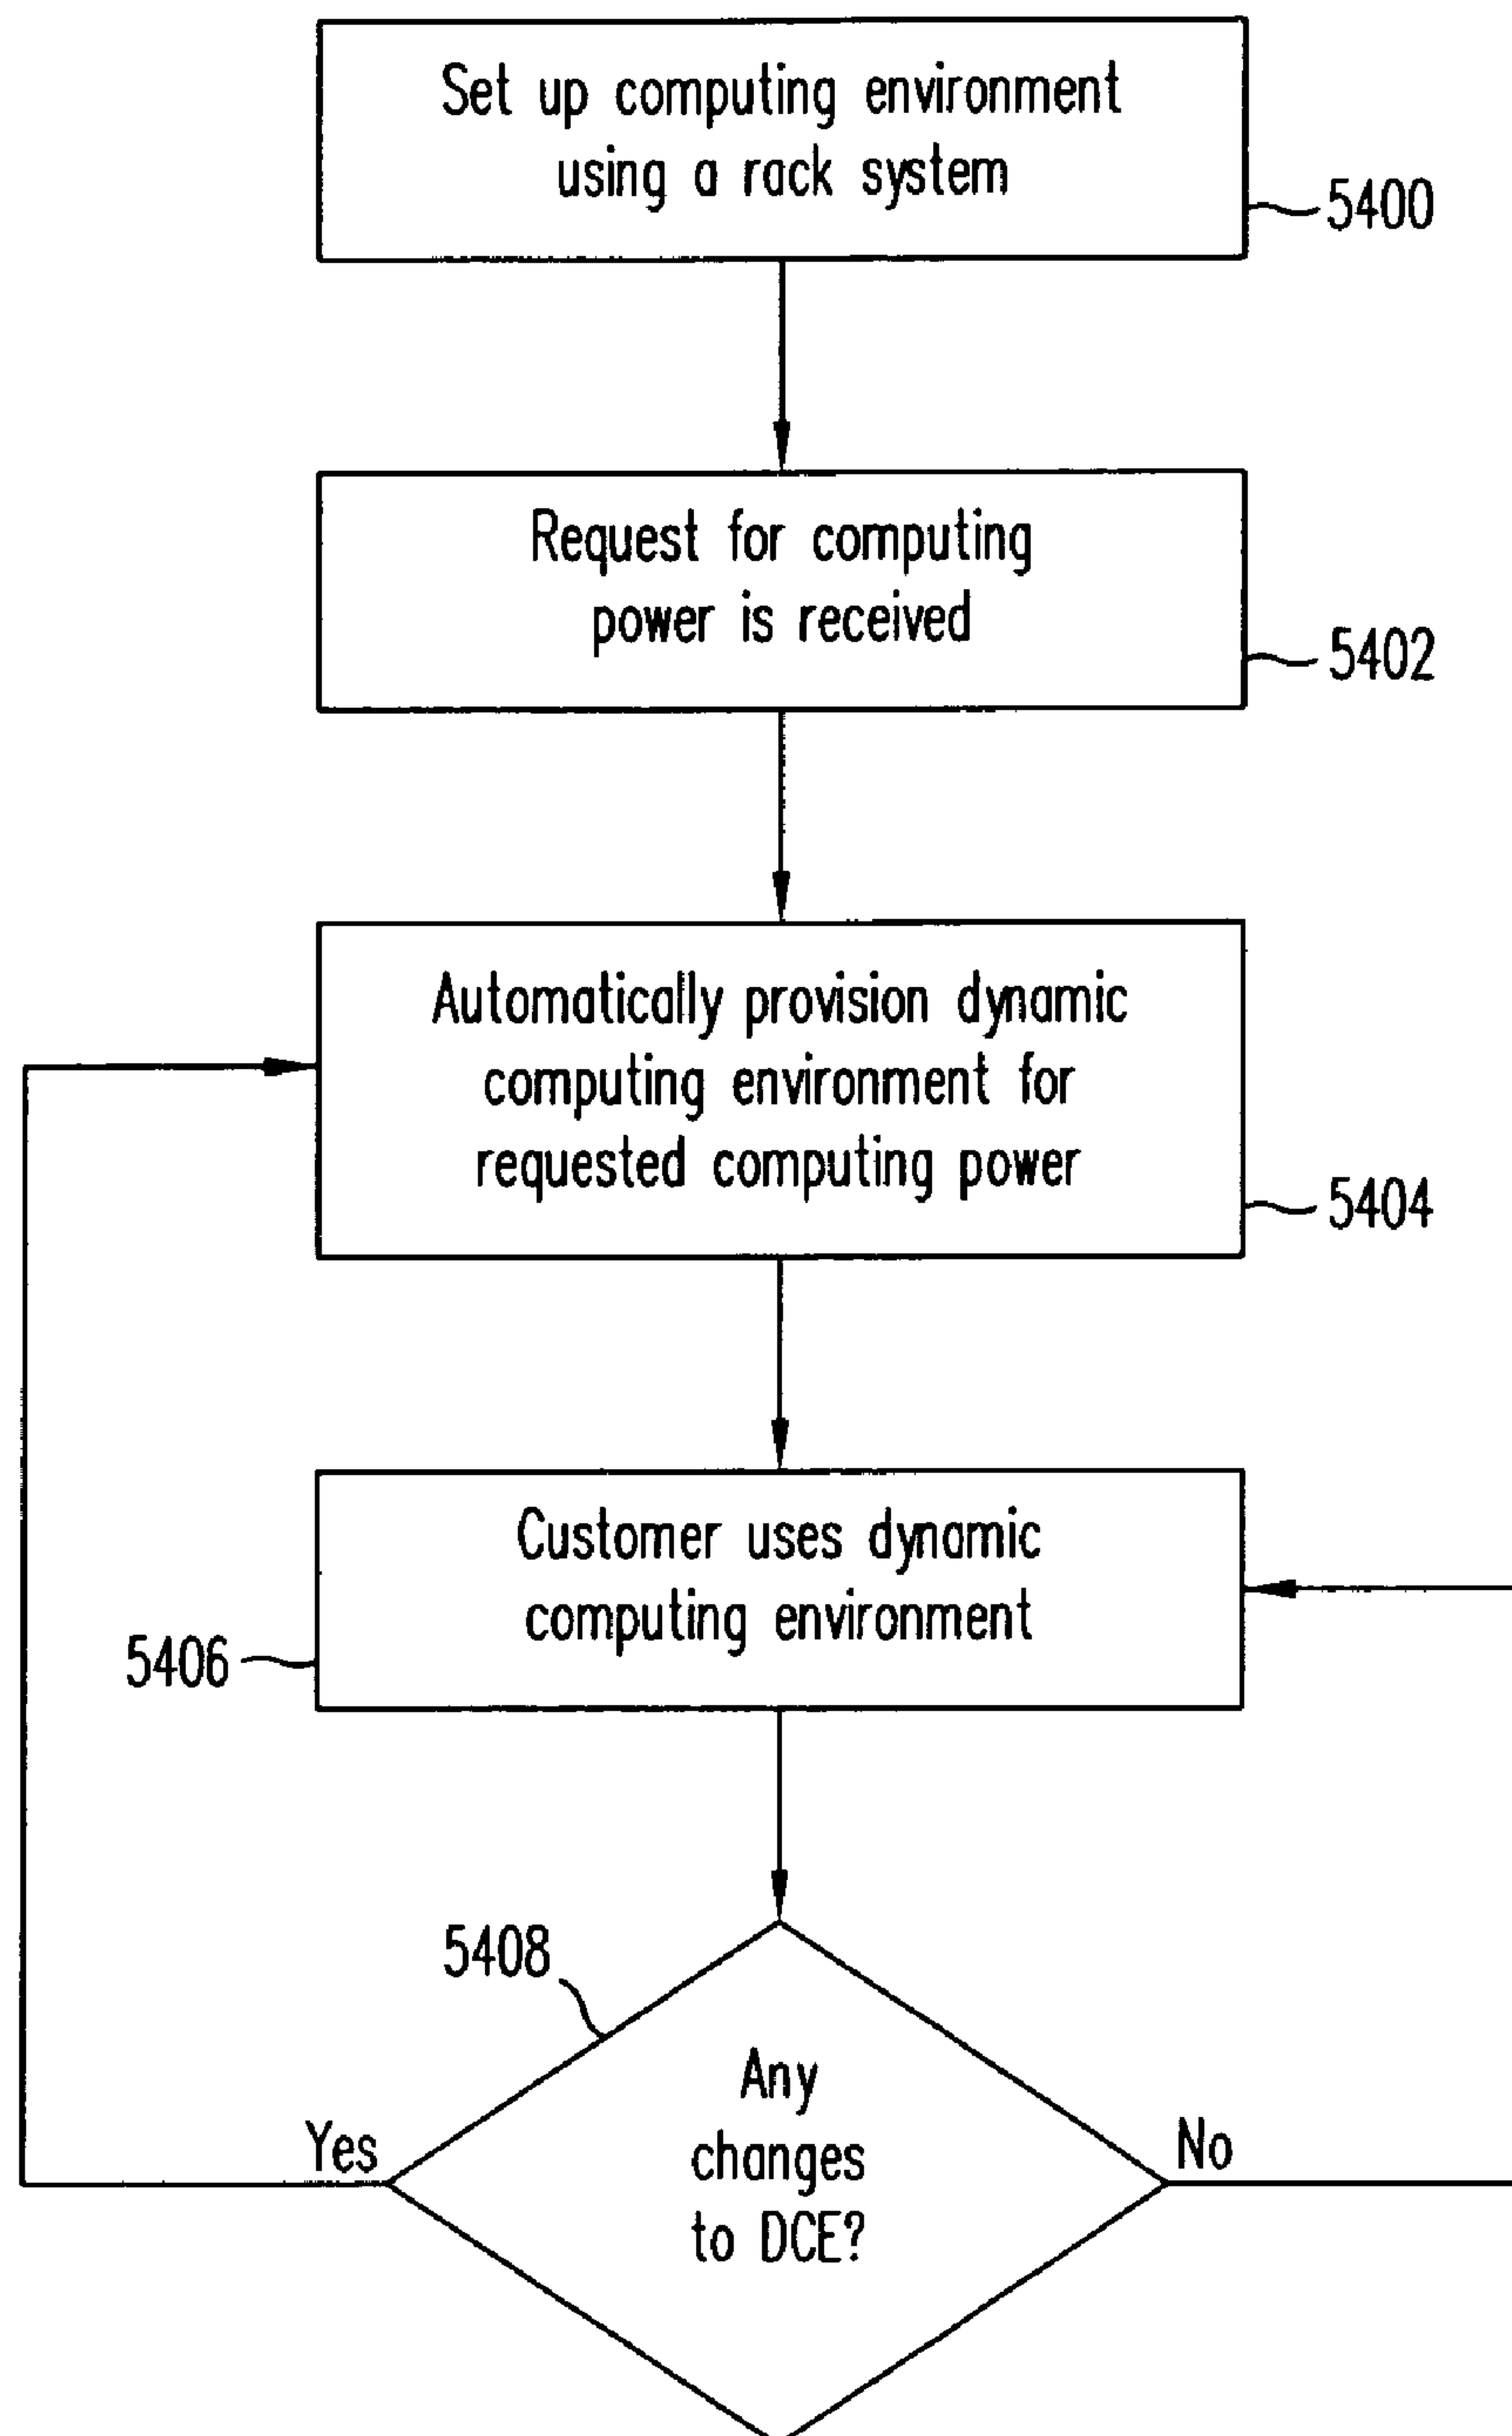 Set up computing environment
using a rack system
5400
Request for computing
power is received
5402
Automatically provision dynamic
computing environment for
requested computing power
5404
Customer uses dynamic
computing environment
5406
5408
Any
changes
to DCE?
Yes
No